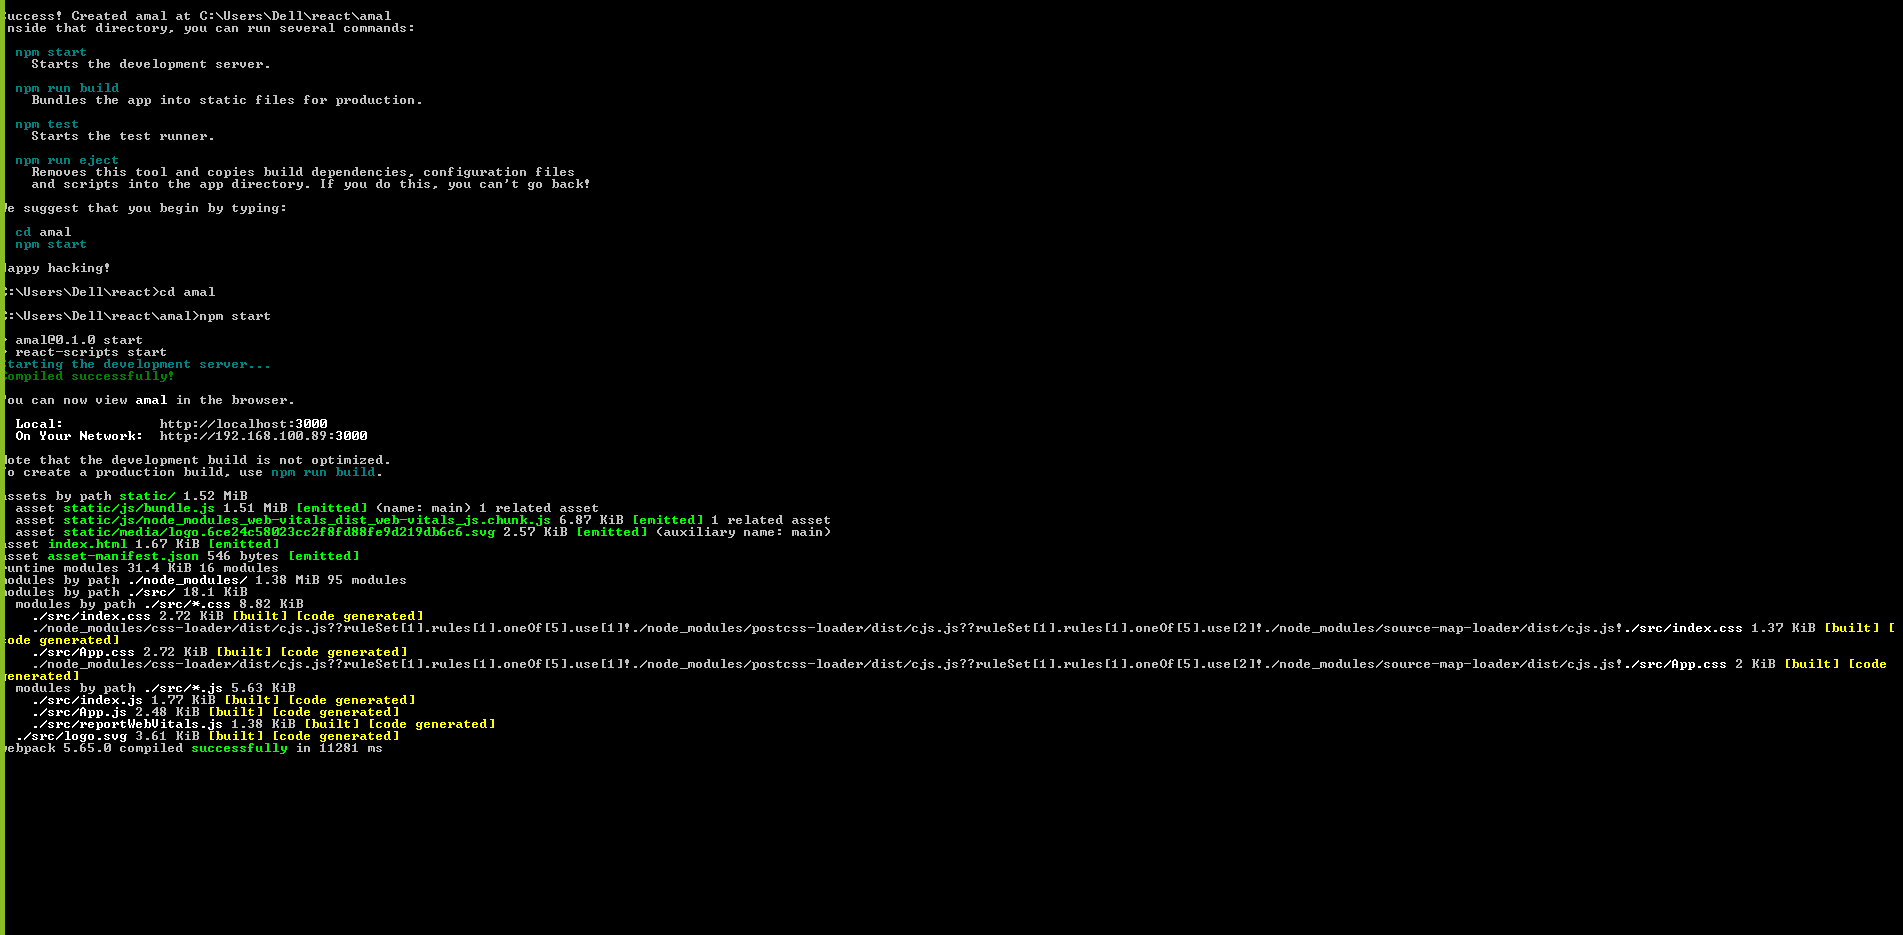 Success! Created amal at C:\Users\Dell\react\amal
Inside that directory, you can run several commands:
npm start
Starts the development server.
npm run build
Bundles the app into static files for production.
npm test
Starts the test runner.
npm run eject
Removes this tool and copies build dependencies, configuration files
and scripts into the app directory. If you do this, you can't go back!
We suggest that you begin by typing:
cd amal
npm start
Happy hacking!
C:\Users\Dell\react>cd amal
C:\Users\Dell\react\amal>npm start
> amal@0.1.0 start
> react-scripts start
Starting the development server...
Compiled successfully!
You can now view amal in the browser.
Local: http://localhost:3000
On Your Network: http://192.168.100.89:3000
Note that the development build is not optimized.
To create a production build, use npm run build.
assets by path static/ 1.52 MiB
asset static/js/bundle.js 1.51 MiB [emitted] (name: main) 1 related asset
asset static/js/node_modules_web-vitals_dist_web-vitals_js.chunk.js 6.87 KiB [emitted] 1 related asset
asset static/media/logo.6ce24c58023cc2f8fd88fe9d219db6c6.svg 2.57 KiB [emitted] (auxiliary name: main)
asset index.html 1.67 KiB [emitted]
asset asset-manifest.json 546 bytes [emitted]
runtime modules 31.4 KiB 16 modules
modules by path ./node_modules/ 1.38 MiB 95 modules
modules by path ./src/ 18.1 KiB
modules by path ./src/*.css 8.82 KiB
./src/index.css 2.72 KiB [built] [code generated]
./node_modules/css-loader/dist/cjs.js??ruleSet[1].rules[1].oneOf[5].use[1]!./node_modules/postcss-loader/dist/cjs.js??ruleSet[1].rules[1].oneOf[5].use[2]!./node_modules/source-map-loader/dist/cjs.js!./src/index.css 1.37 KiB [built] [
code generated]
./src/App.css 2.72 KiB [built] [code generated]
./node_modules/css-loader/dist/cjs.js??ruleSet[1].rules[1].oneOf[5].use[1]!./node_modules/postcss-loader/dist/cjs.js??ruleSet[1].rules[1].oneOf[5].use[2]!./node_modules/source-map-loader/dist/cjs.js!./src/App.css 2 KiB [built] [code
generated]
modules by path ./src/*.js 5.63 KiB
./src/index.js 1.77 KiB [built] [code generated]
./src/App.js 2.48 KiB [built] [code generated]
./src/reportWebVitals.js 1.38 KiB [built] [code generated]
./src/logo.svg 3.61 KiB [built] [code generated]
webpack 5.65.0 compiled successfully in 11281 ms